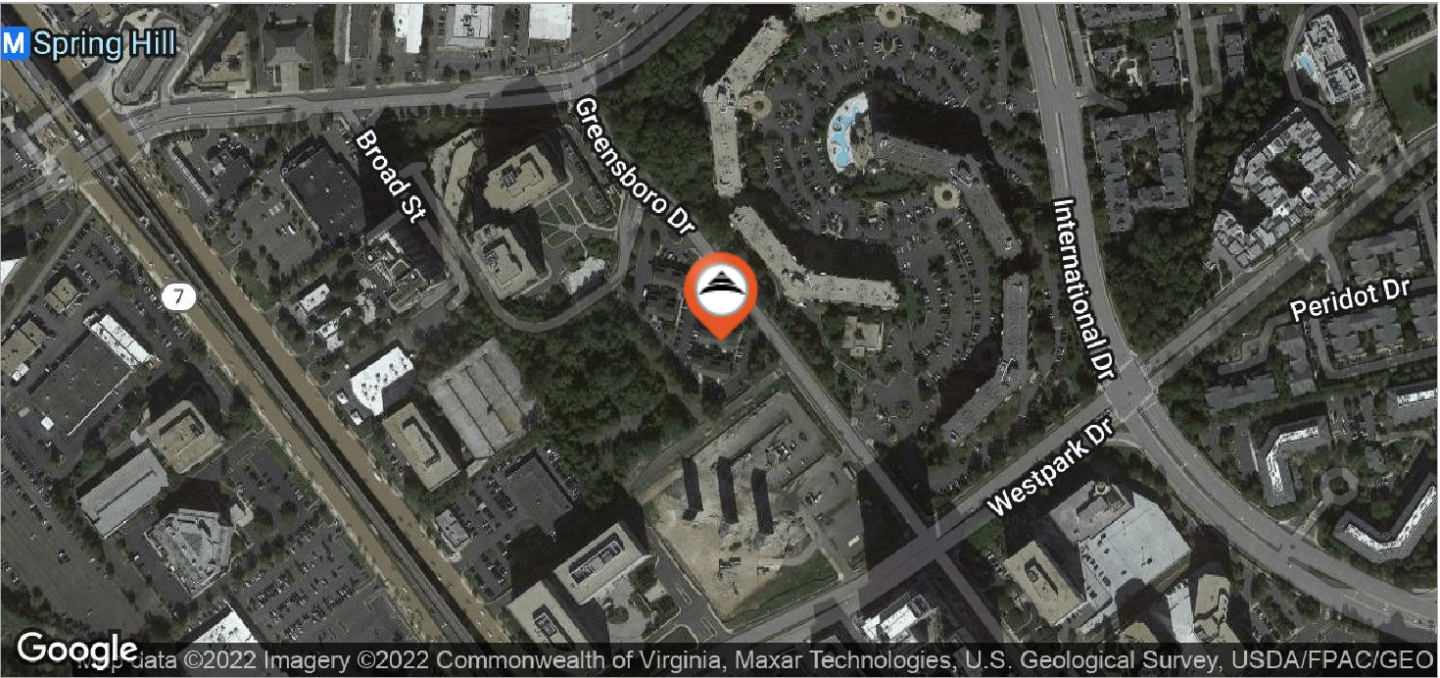 M Spring Hill
Greensboro Dr
Broad St
International Dr
7
Peridot Dr
Westpark Dr
Google
Map data ©2022 Imagery ©2022 Commonwealth of Virginia, Maxar Technologies, U.S. Geological Survey, USDA/FPAC/GEO